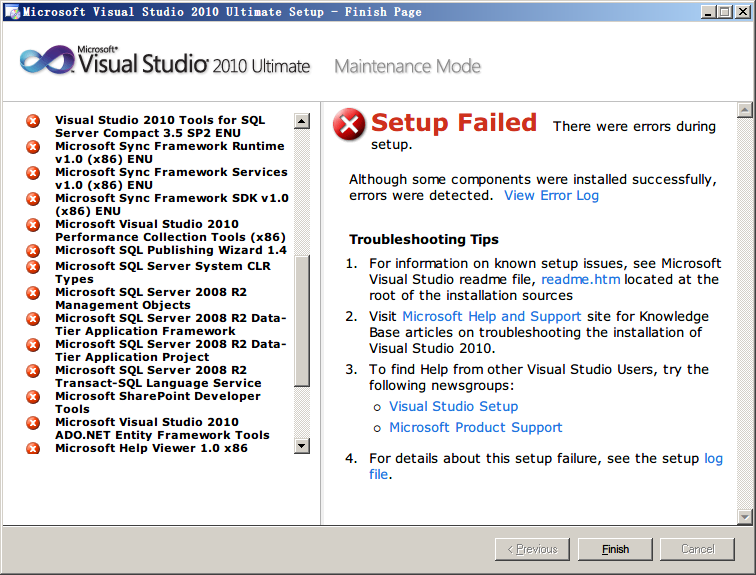 Microsoft Visual Studio 2010 Ultimate Setup - Finish Page
Microsoft®
Visual Studio® 2010 Ultimate Maintenance Mode
Visual Studio 2010 Tools for SQL
Server Compact 3.5 SP2 ENU
Microsoft Sync Framework Runtime
v1.0 (x86) ENU
Microsoft Sync Framework Services
v1.0 (x86) ENU
Microsoft Sync Framework SDK v1.0
(x86) ENU
Microsoft Visual Studio 2010
Performance Collection Tools (x86)
Microsoft SQL Publishing Wizard 1.4
Microsoft SQL Server System CLR
Types
Microsoft SQL Server 2008 R2
Management Objects
Microsoft SQL Server 2008 R2 Data-
Tier Application Framework
Microsoft SQL Server 2008 R2 Data-
Tier Application Project
Microsoft SQL Server 2008 R2
Transact-SQL Language Service
Microsoft SharePoint Developer
Tools
Microsoft Visual Studio 2010
ADO.NET Entity Framework Tools
Microsoft Help Viewer 1.0 x86
Setup Failed There were errors during
setup.
Although some components were installed successfully,
errors were detected. View Error Log
Troubleshooting Tips
1. For information on known setup issues, see Microsoft
Visual Studio readme file, readme.htm located at the
root of the installation sources
2. Visit Microsoft Help and Support site for Knowledge
Base articles on troubleshooting the installation of
Visual Studio 2010.
3. To find Help from other Visual Studio Users, try the
following newsgroups:
Visual Studio Setup
Microsoft Product Support
4. For details about this setup failure, see the setup log
file.
< Previous
Finish
Cancel